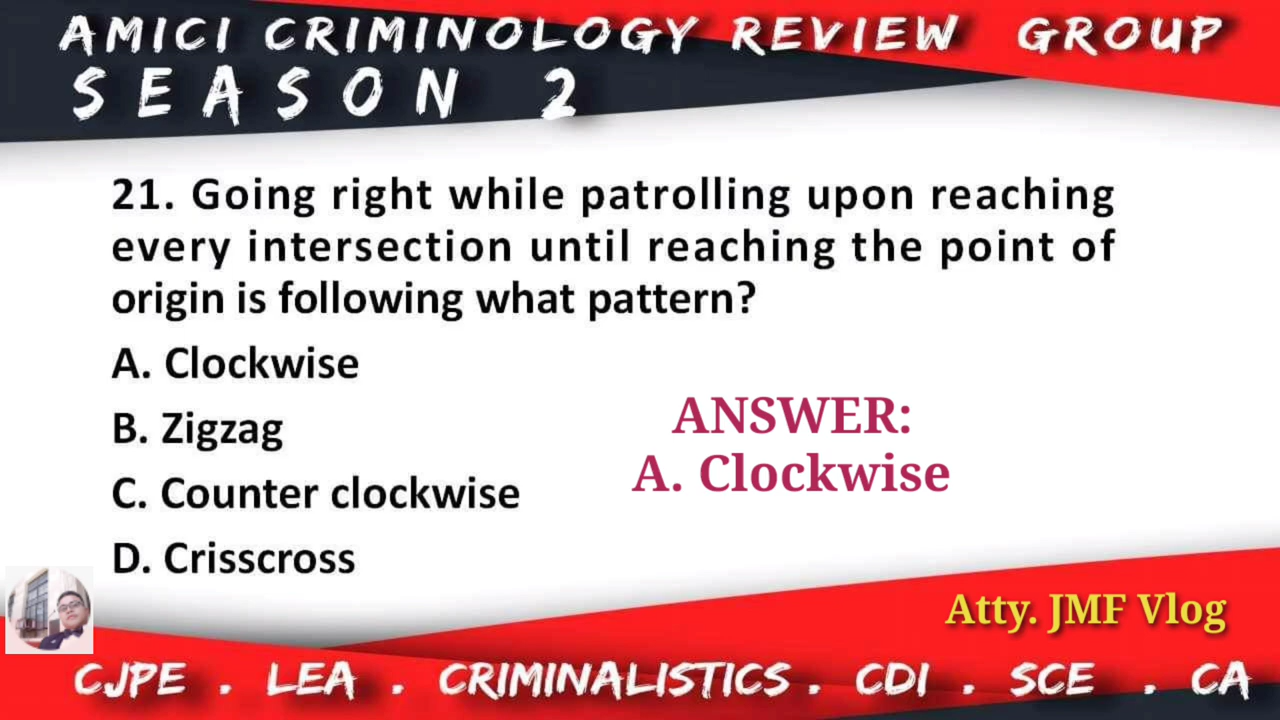 AMICI CRIMINOLOGY REVIEW GROUP
SEASON 2
21. Going right while patrolling upon reaching
every intersection until reaching the point of
origin is following what pattern?
A. Clockwise
B. Zigzag
C. Counter clockwise
D. Crisscross
ANSWER:
A. Clockwise
Atty. JMF Vlog
CJPE . LEA . CRIMINALISTICS . CDI . SCE . CA